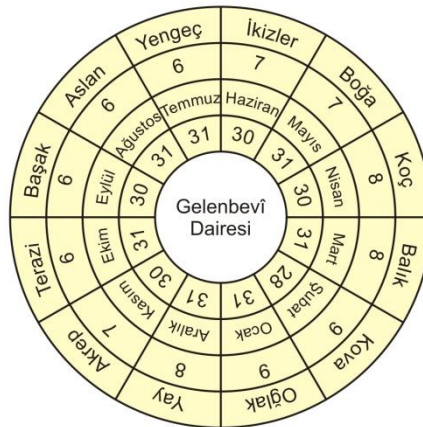 Yengeç
6
Temmuz
31
İkizler
7
Haziran
30
Boğa
7
Mayıs
31
Koç
8
Nisan
30
Balık
8
Mart
31
Kova
9
Şubat
28
Oğlak
9
Ocak
31
Yay
8
Aralık
31
Akrep
7
Kasım
30
Terazi
6
Ekim
31
Başak
6
Eylül
30
Aslan
6
Ağustos
31
Gelenbevî
Dairesi